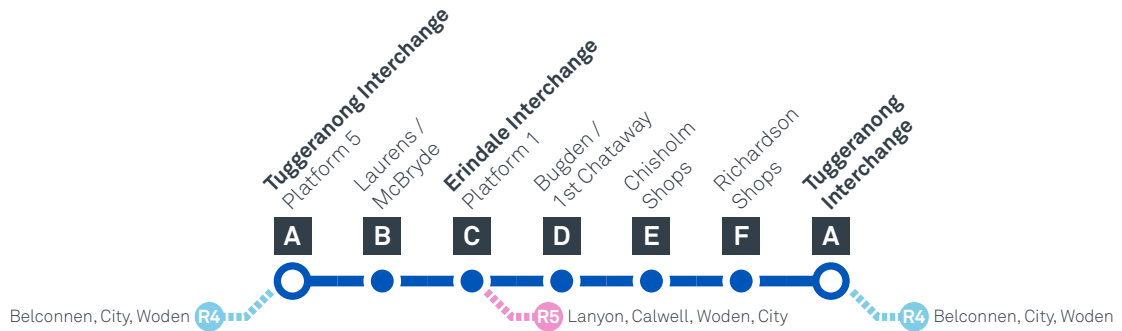 Tuggeranong Interchange
Platform 5
Laurens /
McBryde
Erindale Interchange
Platform 1
Bugden /
1st Chataway
Chisholm
Shops
Richardson
Shops
Tuggeranong
Interchange
A B C D E F A
Belconnen, City, Woden R4
R5 Lanyon, Calwell, Woden, City
R4 Belconnen, City, Woden